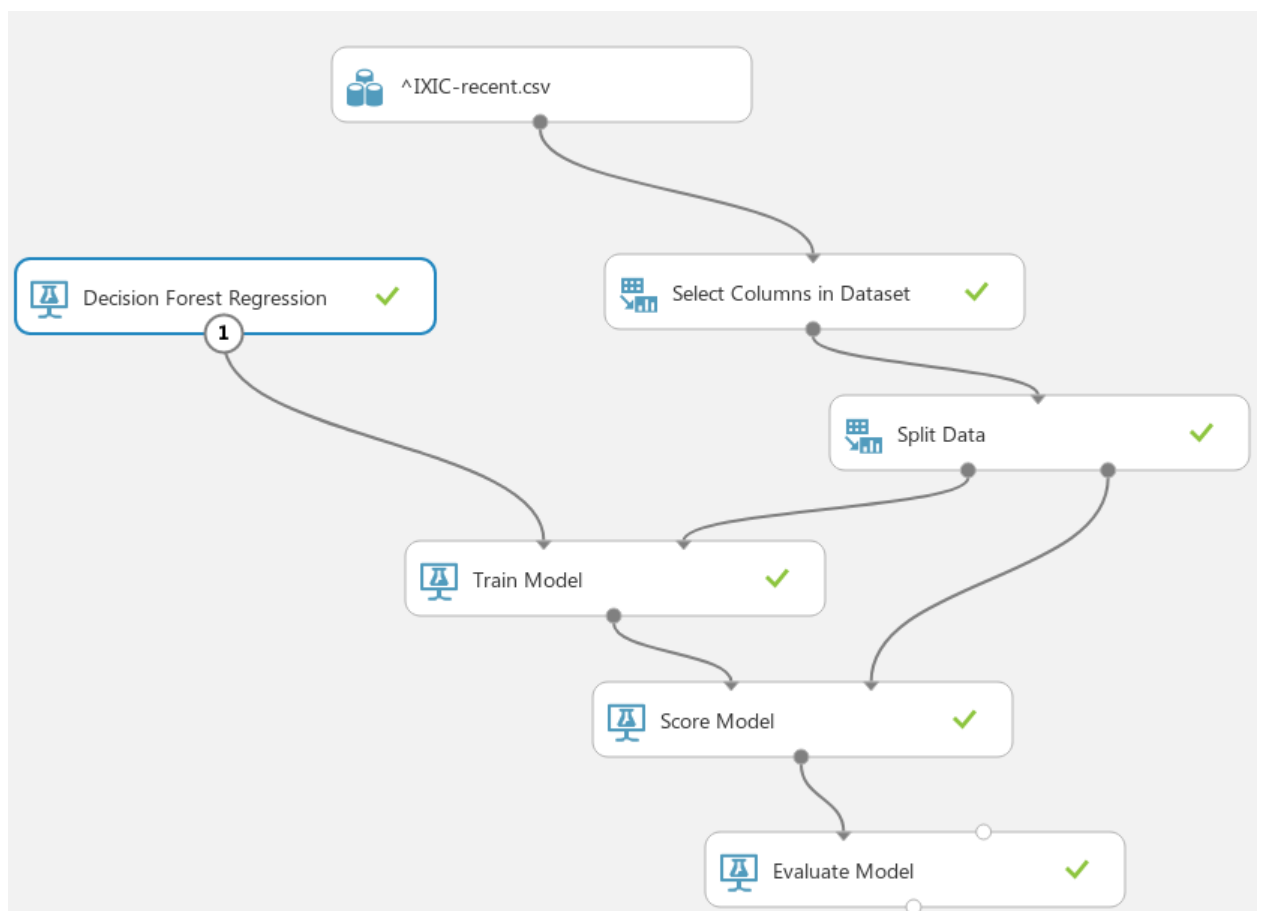 ^IXIC-recent.csv
Decision Forest Regression
1
Select Columns in Dataset
Split Data
Train Model
Score Model
Evaluate Model